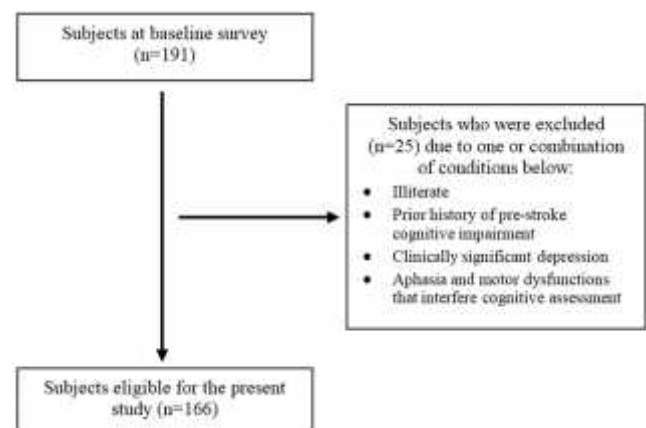 Subjects at baseline survey
(n=191)
Subjects who were excluded
(n=25) due to one or combination
of conditions below:
• Illiterate
• Prior history of pre-stroke
cognitive impairment
• Clinically significant depression
• Aphasia and motor dysfunctions
that interfere cognitive assessment
Subjects eligible for the present
study (n=166)